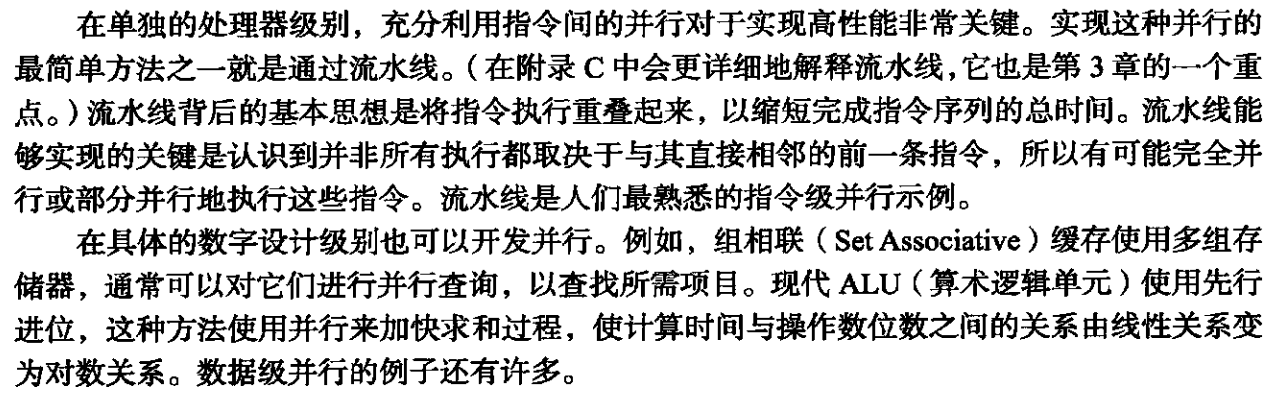 在单独的处理器级别，充分利用指令间的并行对于实现高性能非常关键。实现这种并行的
最简单方法之一就是通过流水线。（在附录 C 中会更详细地解释流水线，它也是第 3 章的一个重
点。）流水线背后的基本思想是将指令执行重叠起来，以缩短完成指令序列的总时间。流水线能
够实现的关键是认识到并非所有执行都取决于与其直接相邻的前一条指令，所以有可能完全并
行或部分并行地执行这些指令。流水线是人们最熟悉的指令级并行示例。
在具体的数字设计级别也可以开发并行。例如，组相联（Set Associative）缓存使用多组存
储器，通常可以对它们进行并行查询，以查找所需项目。现代 ALU（算术逻辑单元）使用先行
进位，这种方法使用并行来加快求和过程，使计算时间与操作数位数之间的关系由线性关系变
为对数关系。数据级并行的例子还有许多。